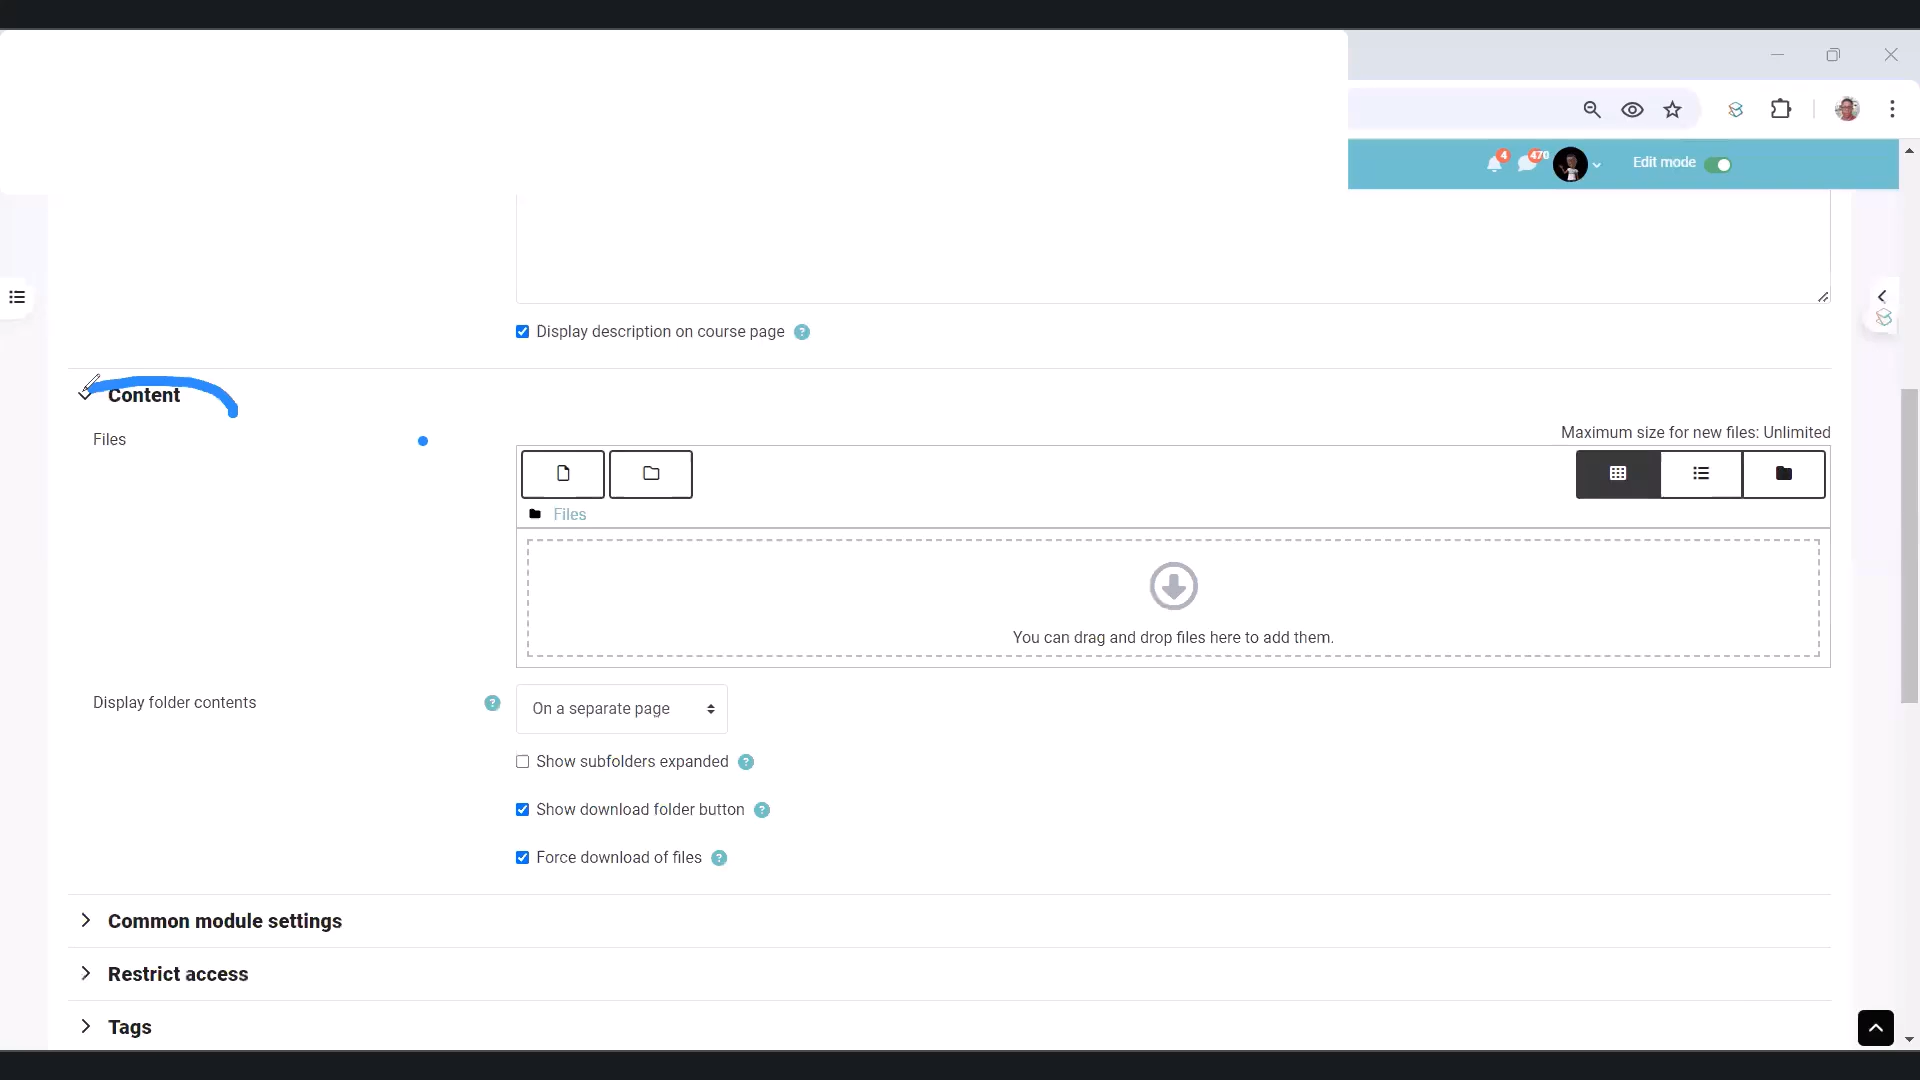 4
470
Edit mode
Display description on course page ?
Content
Files
Maximum size for new files: Unlimited
Files
You can drag and drop files here to add them.
Display folder contents ?
On a separate page
Show subfolders expanded ?
Show download folder button ?
Force download of files ?
Common module settings
Restrict access
Tags